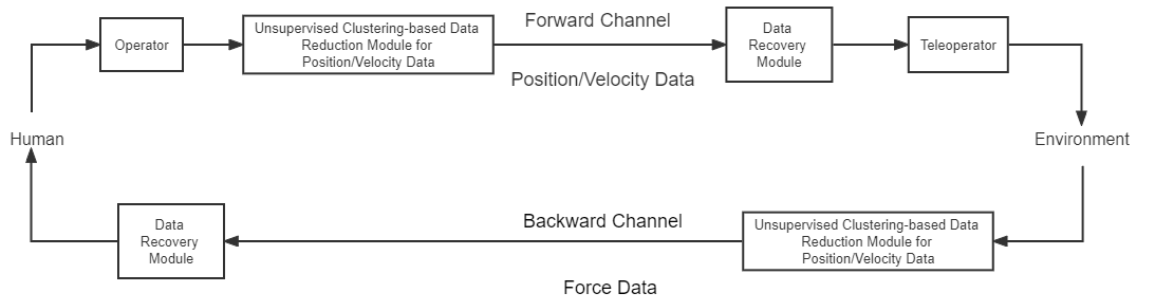 Forward Channel
Operator
Unsupervised Clustering-based Data
Reduction Module for
Position/Velocity Data
Data
Recovery
Module
Teleoperator
Position/Velocity Data
Human
Environment
Data
Recovery
Module
Backward Channel
Unsupervised Clustering-based Data
Reduction Module for
Position/Velocity Data
Force Data